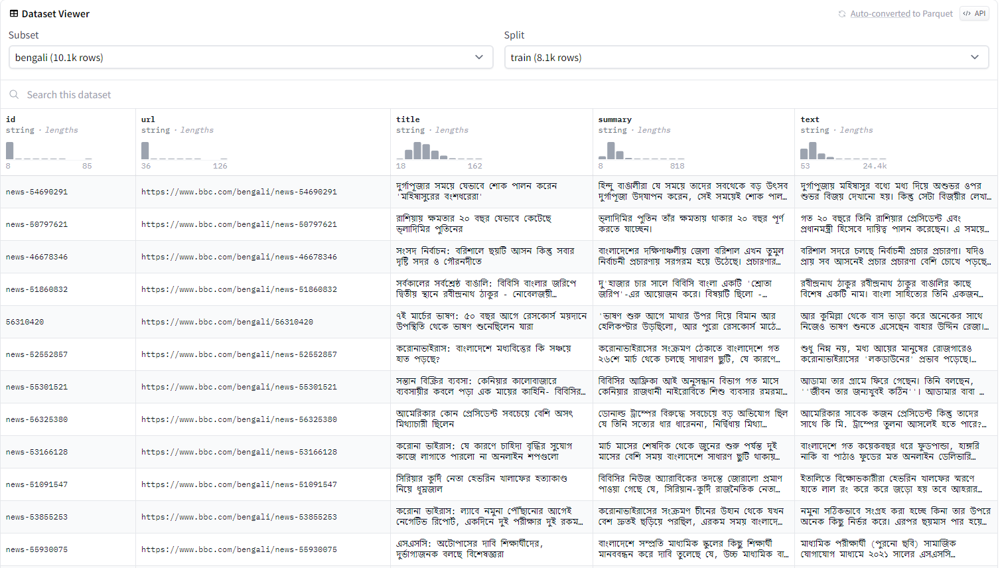 Dataset Viewer
Auto-converted to Parquet
API
Subset
Split
bengali (10.1k rows)
train (8.1k rows)
Search this dataset
id
url
title
summary
text
string · lengths
string · lengths
string · lengths
string · lengths
string · lengths
8 85
36 126
18 162
8 818
53 24.4k
news-54690291
https://www.bbc.com/bengali/news-54690291
দুর্গাপূজার সময়ে যেভাবে শোক পালন করেন
'মহিষাসুরের বংশধরেরা'
হিন্দু বাঙালীরা যে সময়ে তাদের সবথেকে বড় উৎসব
দুর্গাপূজা উদযাপন করেন, সেই সময়েই শোক পাল…
দুর্গাপুজায় মহিষাসুর বধ্যে মধ্য দিয়ে অশুভর ওপর
শুভর বিজয় দেখানো হয়। কিন্তু সেটা বিজয়ীর লেখা…
news-50797621
https://www.bbc.com/bengali/news-50797621
রাশিয়ায় ক্ষমতার ২০ বছর যেভাবে কেটেছে
ভ্লাদিমির পুতিনের
ভ্লাদিমির পুতিন তাঁর ক্ষমতায় থাকার ২০ বছর পূর্ণ
করতে যাচ্ছেন।
গত ২০ বছরে তিনি রাশিয়ার প্রেসিডেন্ট এবং
প্রধানমন্ত্রী হিসেবে দায়িত্ব পালন করেছেন। এ সময়ে…
news-46678346
https://www.bbc.com/bengali/news-46678346
সংসদ নির্বাচন: বরিশালে ছয়টি আসন কিন্তু সবার
দৃষ্টি সদর ও গৌরনদীতে
বাংলাদেশের দক্ষিণাঞ্চলীয় জেলা বরিশাল এখন তুমুল
নির্বাচনী প্রচারণায় সরগরম হয়ে উঠেছে। প্রচারণার…
বরিশাল সদরে চলছে নির্বাচনী প্রচার প্রচারণা। যদিও
প্রায় সব আসনেই প্রচার প্রচারণা বেশি চোখে পড়ছে…
news-51860832
https://www.bbc.com/bengali/news-51860832
সর্বকালের সর্বশ্রেষ্ঠ বাঙালি: বিবিসি বাংলার জরিপে
দ্বিতীয় স্থানে রবীন্দ্রনাথ ঠাকুর - নোবেলজয়ী…
দু'হাজার চার সালে বিবিসি বাংলা একটি 'শ্রোতা
জরিপ'-এর আয়োজন করে। বিষয়টি ছিলো -…
রবীন্দ্রনাথ ঠাকুর রবীন্দ্রনাথ ঠাকুর বাঙালির কাছে
বিশেষ একটি নাম। বাংলা সাহিত্যের তিনি একজন…
56310420
https://www.bbc.com/bengali/56310420
৭ই মার্চের ভাষণ: ৫০ বছর আগে রেসকোর্স ময়দানে
উপস্থিতি থেকে ভাষণ শুনেছিলেন যারা
'ভাষণ শুরু আগে মাথার উপর দিয়ে বিমান আর
হেলিকপ্টার উড়ছিলো, আর পুরো রেসকোর্স মাঠে…
আর কুমিল্লা থেকে বাস ভাড়া করে অনেকের সাথে
নিজেও ভাষণ শুনতে এসেছেন বাহার উদ্দিন রেজা।…
news-52552857
https://www.bbc.com/bengali/news-52552857
করোনাভাইরাস: বাংলাদেশে মধ্যবিত্তের কি সঞ্চয়ে
হাত পড়ছে?
করোনাভাইরাসের সংক্রমণ ঠেকাতে বাংলাদেশে গত
২৬শে মার্চ থেকে চলছে সাধারণ ছুটি, যে কারণে…
শুধু নিম্ন নয়, মধ্য আয়ের মানুষের রোজগারেও
করোনাভাইরাসের 'লকডাউনের' প্রভাব পড়েছে।…
news-55301521
https://www.bbc.com/bengali/news-55301521
সন্তান বিক্রির ব্যবসা: কেনিয়ার কালোবাজারে
ব্যবসায়ীর কবলে পড়া এক মায়ের কাহিনি- বিবিসির…
বিবিসির আফ্রিকা আই অনুসন্ধান বিভাগ গত মাসে
কেনিয়ার রাজধানী নাইরোবিতে শিশু ব্যবসার রমরমা…
আডামা তার গ্রামে ফিরে গেছেন। তিনি বলছেন,
''জীবন তার জন্যখুবই কঠিন''। আডামার বাবা …
news-56325380
https://www.bbc.com/bengali/news-56325380
আমেরিকার কোন প্রেসিডেন্ট সবচেয়ে বেশি অসৎ
মিথ্যাচারী ছিলেন
ডোনাল্ড ট্রাম্পের বিরুদ্ধে সবচেয়ে বড় অভিযোগ ছিল
যে তিনি সত্যের ধার ধারেননা, নির্দ্বিধায় মিথ্যা…
আমেরিকার সাবেক কজন প্রেসিডেন্ট কিন্তু তাদের
সাথে কি মি. ট্রাম্পের তুলনা আসলেই হতে পারে?…
news-53166128
https://www.bbc.com/bengali/news-53166128
করোনা ভাইরাস: যে কারণে চাহিদা বৃদ্ধির সুযোগ
কাজে লাগাতে পারলো না অনলাইন শপগুলো
মার্চ মাসের শেষদিক থেকে জুনের শুরু পর্যন্ত দুই
মাসের বেশি সময় বাংলাদেশে সাধারণ ছুটি থাকায়…
বাংলাদেশে গত কয়েকবছর ধরে ফুডপান্ডা, হাঙ্গরি
নাকি বা পাঠাও ফুডের মত অনলাইন ডেলিভারি…
news-51091547
https://www.bbc.com/bengali/news-51091547
সিরিয়ার কুর্দি নেতা হেভরিন খালাফের হত্যাকাণ্ড
নিয়ে ধূম্রজাল
বিবিসির নিউজ অ্যারাবিকের তদন্তে জোরালো প্রমাণ
পাওয়া গেছে যে, সিরিয়ান-কুর্দি রাজনৈতিক নেতা…
ইতালিতে বিক্ষোভকারীরা হেভরিন খালফের স্মরণে
হাতে লাল রং করে করে জড়ো হয় তবে আহরার…
news-53855253
https://www.bbc.com/bengali/news-53855253
করোনা ভাইরাস: ল্যাবে নমুনা পৌঁছানোর আগেই
নেগেটিভ রিপোর্ট, একদিনে দুই পরীক্ষার দুই রকম…
করোনাভাইরাসের সংক্রমণ চীনের উহান থেকে যখন
বেশ দ্রুতই ছড়িয়ে পরছিল, এরকম সময় বাংলাদে…
নমুনা সঠিকভাবে সংগ্রহ করা হচ্ছে কিনা তার উপরে
অনেক কিছু নির্ভর করে। এরপর ছয়মাস পার হয়ে…
news-55930075
https://www.bbc.com/bengali/news-55930075
এসএসসি: অটোপাসের দাবি শিক্ষার্থীদের,
দুর্ভাগ্যজনক বলছে বিশেষজ্ঞরা
বাংলাদেশে সম্প্রতি মাধ্যমিক স্কুলের কিছু শিক্ষার্থী
মানববন্ধন করে দাবি তুলেছে যে, উচ্চ মাধ্যমিক বা…
মাধ্যমিক পরীক্ষার্থী (পুরনো ছবি) সামাজিক
যোগাযোগ মাধ্যমে ২০২১ সালের এসএসসি…